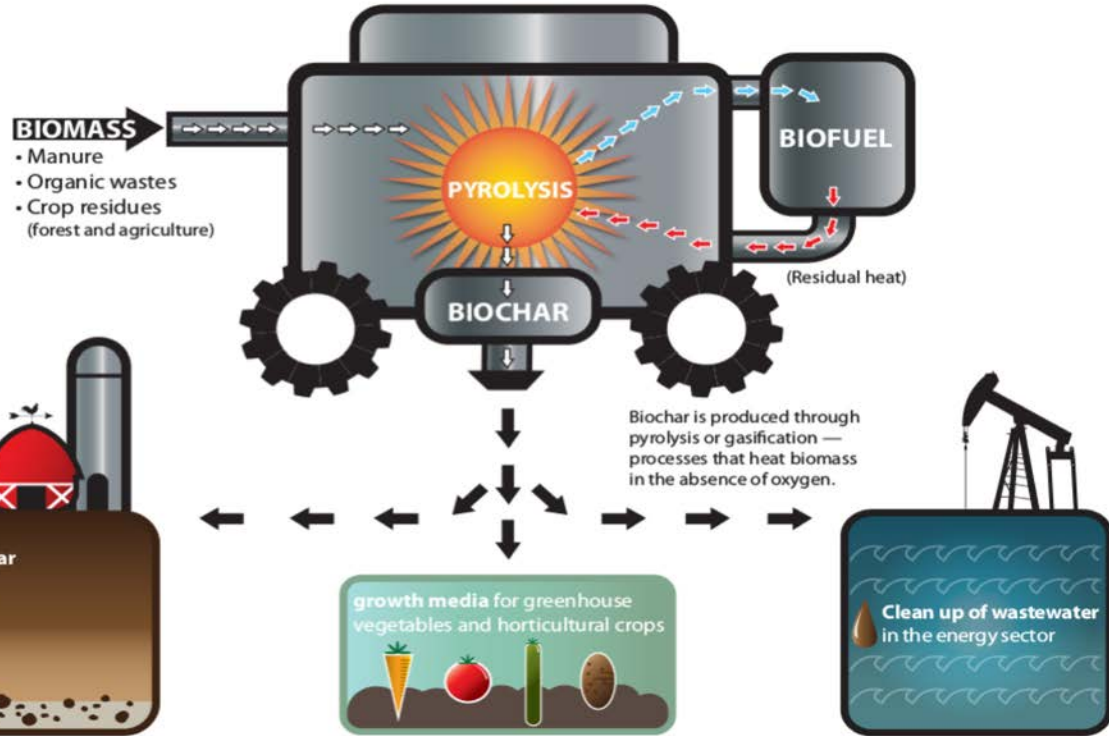 BIOMASS
• Manure
• Organic wastes
• Crop residues
(forest and agriculture)
PYROLYSIS
BIOFUEL
(Residual heat)
BIOCHAR
Biochar is produced through
pyrolysis or gasification —
processes that heat biomass
in the absence of oxygen.
ar
growth media for greenhouse
vegetables and horticultural crops
Clean up of wastewater
in the energy sector